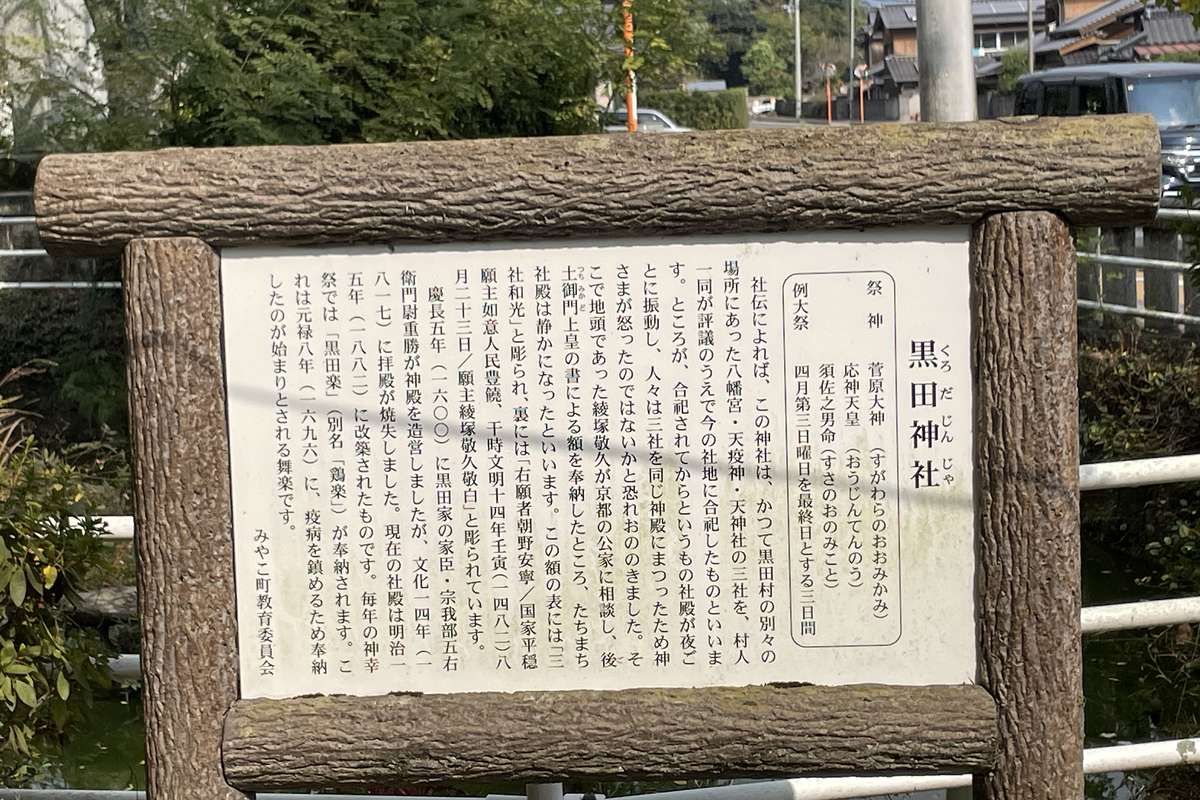 黒田神社
くろだじんじゃ
祭神 菅原大神（すがわらのおおみかみ）
応神天皇（おうじんてんのう）
須佐之男命（すさのおのみこと）
例大祭 四月第三日曜日を最終日とする三日間
社伝によれば、この神社は、かつて黒田村の別々の
場所にあった八幡宮・天疫神・天神社の三社を、村人
一同が評議のうえで今の社地に合祀したものといいま
す。ところが、合祀されてからというもの社殿が夜ご
とに振動し、人々は三社を同じ神殿にまつったため神
さまが怒ったのではないかと恐れおののきました。そ
こで地頭であった綾塚敬久が京都の公家に相談し、後
土御門上皇の書による額を奉納したところ、たちまち
社殿は静かになったといいます。この額の表には「三
社和光」と彫られ、裏には「右願者朝野安寧／国家平穏
願主如意人民豊饒、干時文明十四年壬寅（一四八二）八
月二十三日／願主綾塚敬久敬白」と彫られています。
慶長五年（一六〇〇）に黒田家の家臣・宗我部五右
衛門尉重勝が神殿を造営しましたが、文化一四年（一
八一七）に拝殿が焼失しました。現在の社殿は明治一
五年（一八八二）に改築されたものです。毎年の神幸
祭では「黒田楽」（別名「鶏楽」）が奉納されます。こ
れは元禄八年（一六九六）に、疫病を鎮めるため奉納
したのが始まりとされる舞楽です。
みやこ町教育委員会